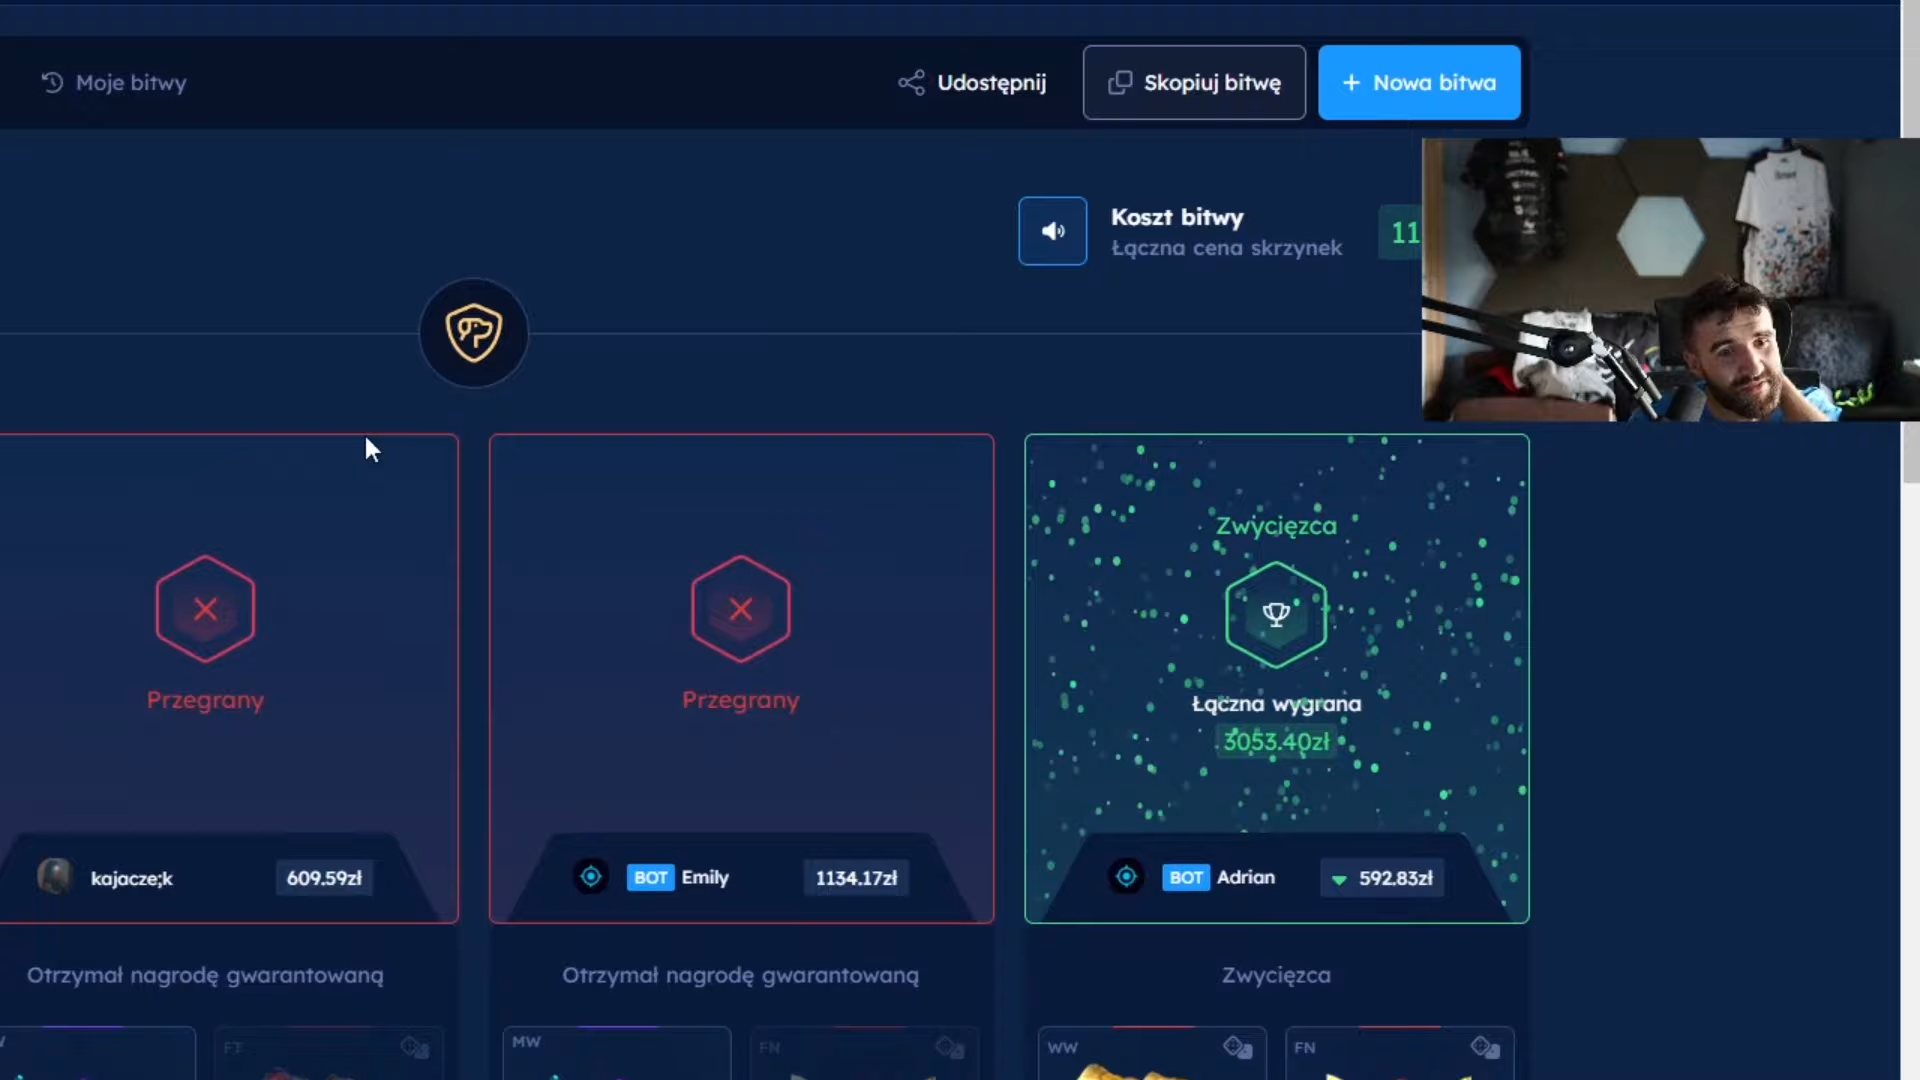 Moje bitwy
Udostępnij
Skopiuj bitwę
+ Nowa bitwa
Koszt bitwy
Łączna cena skrzynek
11
Zwycięzca
Przegrany
Przegrany
Łączna wygrana
3053.40zł
kajacze;k
609.59zł
BOT Emily
1134.17zł
BOT Adrian
592.83zł
Otrzymał nagrodę gwarantowaną
Otrzymał nagrodę gwarantowaną
Zwycięzca
FT
MW
FN
WW
FN